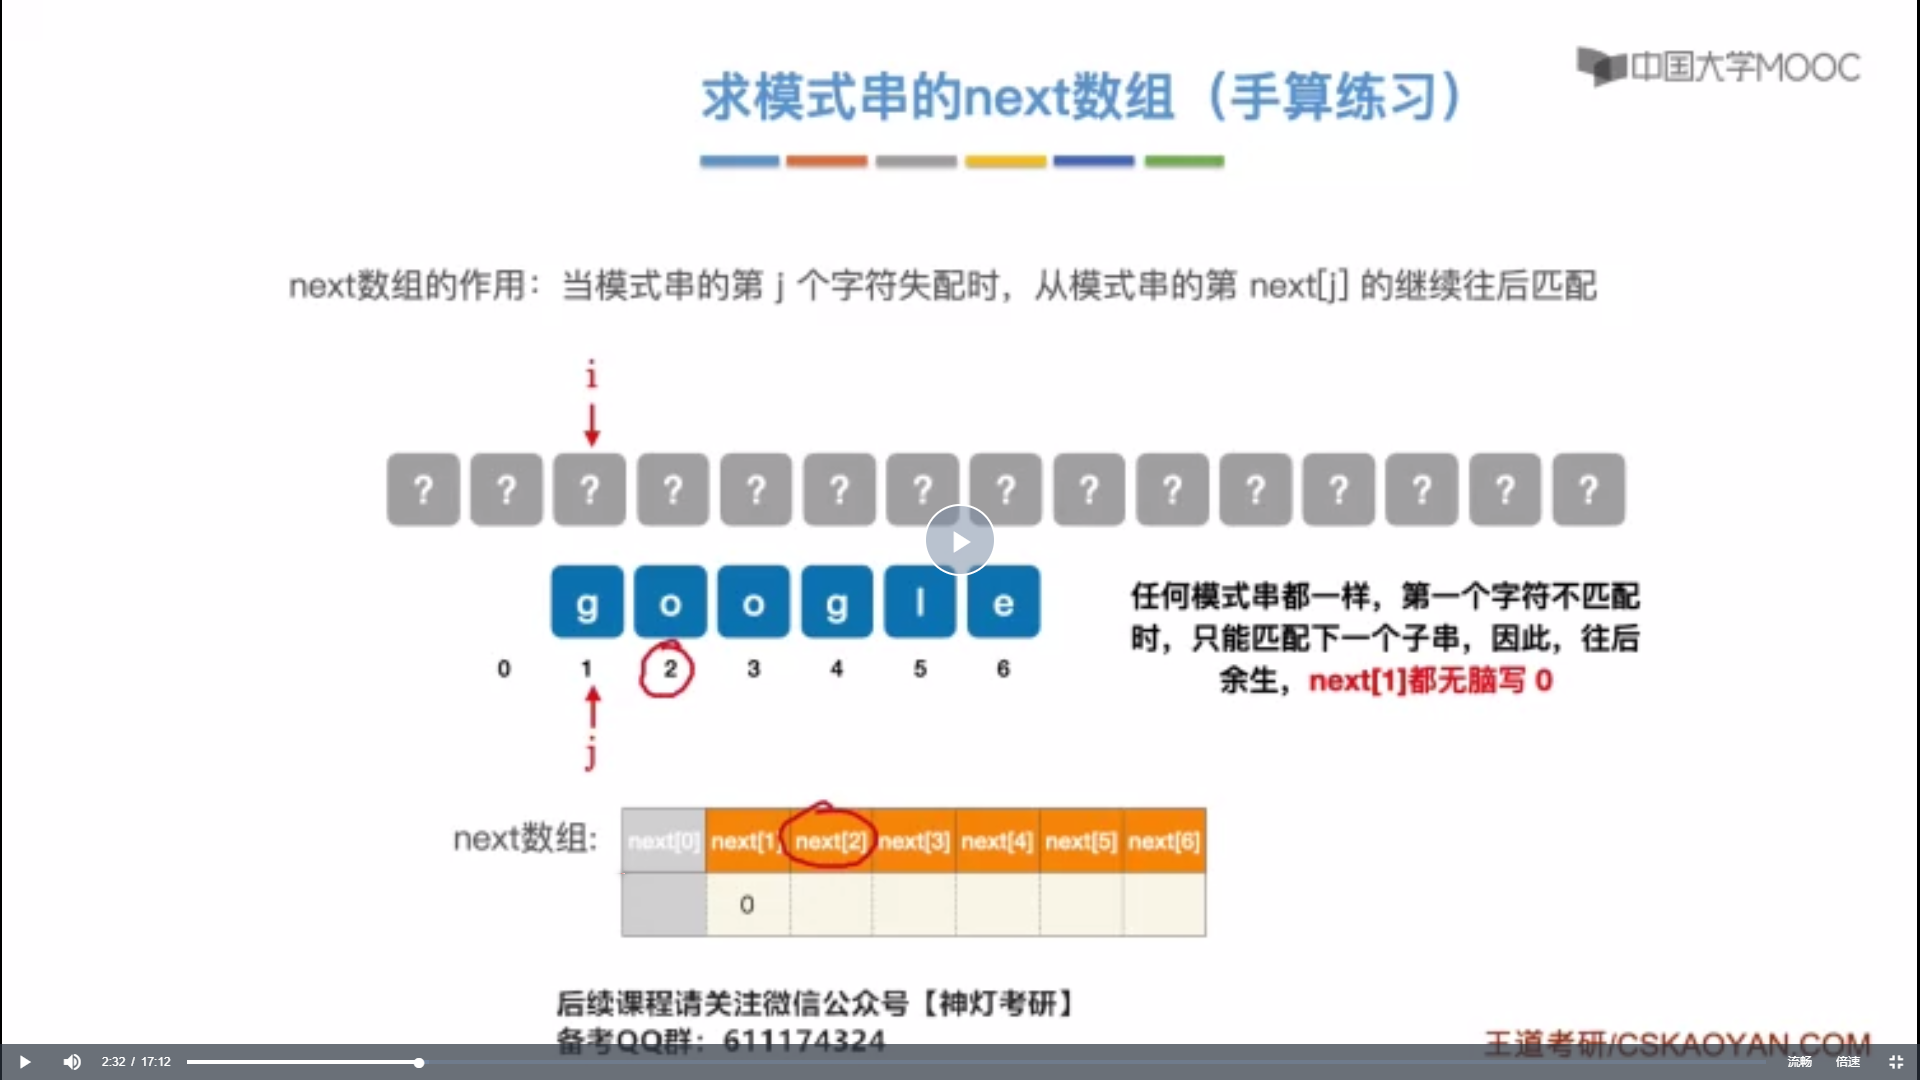 中国大学MOOC
求模式串的next数组（手算练习）
next数组的作用：当模式串的第 j 个字符失配时，从模式串的第 next[j] 的继续往后匹配
i
? ? ? ? ? ? ? ? ? ? ? ? ? ? ?
g o o g l e
0 1 2 3 4 5 6
j
任何模式串都一样，第一个字符不匹配
时，只能匹配下一个子串，因此，往后
余生，next[1]都无脑写 0
next数组: next[0] next[1] next[2] next[3] next[4] next[5] next[6]
0
后续课程请关注微信公众号【神灯考研】
备考QQ群：611174324
王道考研/CSKAOYAN.COM
2:32 / 17:12 流畅 倍速